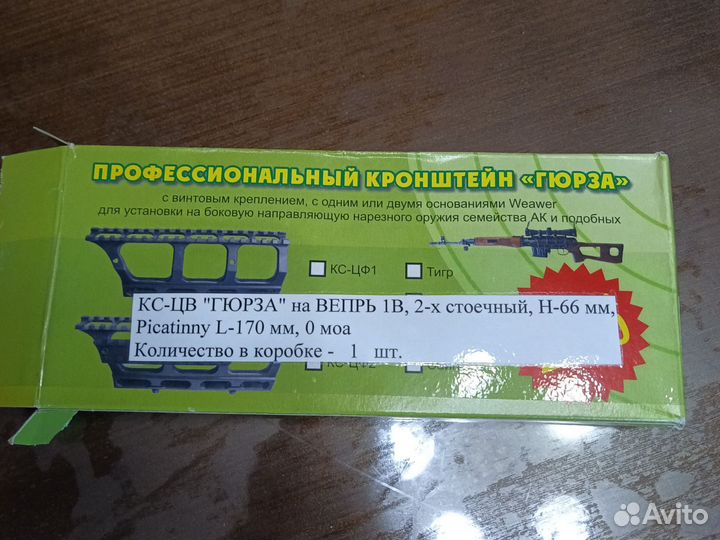 ПРОФЕССИОНАЛЬНЫЙ КРОНШТЕЙН «ГЮРЗА»
с винтовым креплением, с одним или двумя основаниями Weawer
для установки на боковую направляющую нарезного оружия семейства АК и подобных
КС-ЦФ1
Тигр
КС-ЦВ "ГЮРЗА" на ВЕПРЬ 1В, 2-х стоечный, Н-66 мм,
Picatinny L-170 мм, 0 моа
Количество в коробке - 1 шт.
КС-ЦФ2
Avito